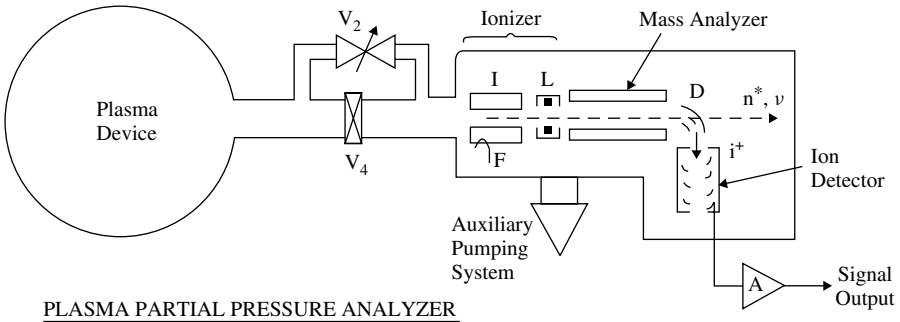 V2
Ionizer
Mass Analyzer
I
L
D
n*, ν
Plasma
Device
V4
F
i+
Ion
Detector
Auxiliary
Pumping
System
A
Signal
Output
PLASMA PARTIAL PRESSURE ANALYZER